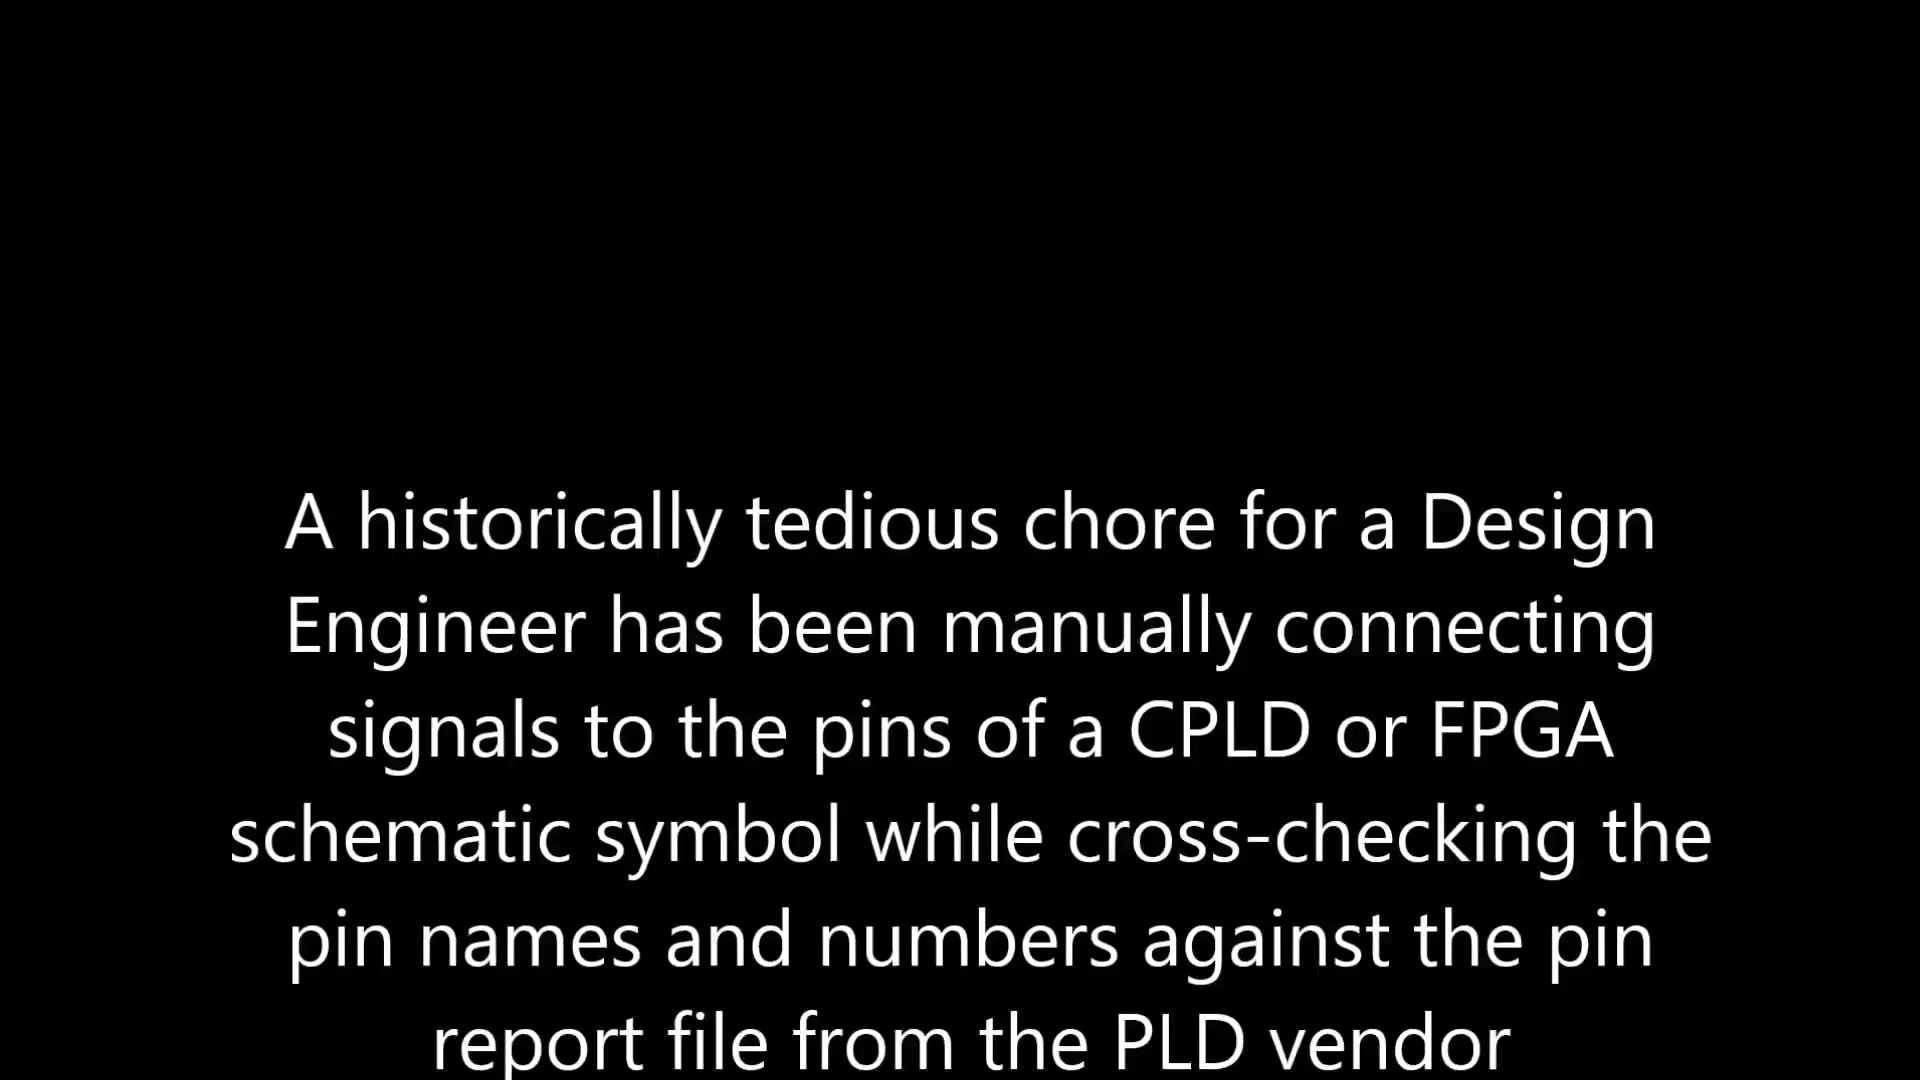 A historically tedious chore for a Design
Engineer has been manually connecting
signals to the pins of a CPLD or FPGA
schematic symbol while cross-checking the
pin names and numbers against the pin
report file from the PLD vendor